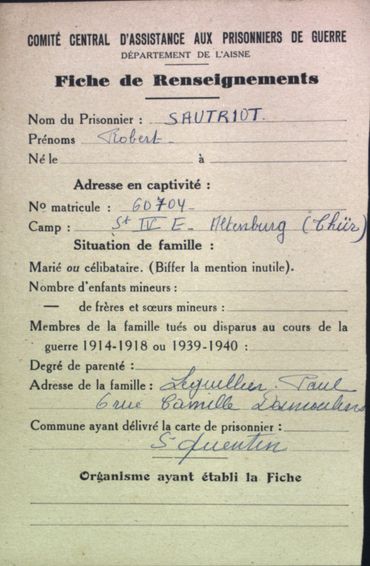 COMITÉ CENTRAL D'ASSISTANCE AUX PRISONNIERS DE GUERRE
DÉPARTEMENT DE L'AISNE
Fiche de Renseignements
Nom du Prisonnier : SAUTRIOT.
Prénoms Robert
Né le à
Adresse en captivité :
No matricule : 60704
Camp : St IV E - Altenburg (Thür)
Situation de famille :
Marié ou célibataire. (Biffer la mention inutile).
Nombre d'enfants mineurs :
— de frères et sœurs mineurs :
Membres de la famille tués ou disparus au cours de la
guerre 1914-1918 ou 1939-1940 :
Degré de parenté :
Adresse de la famille : Leguillier Paul
6 rue Camille Desmoulins
Commune ayant délivré la carte de prisonnier :
St Quentin
Organisme ayant établi la Fiche